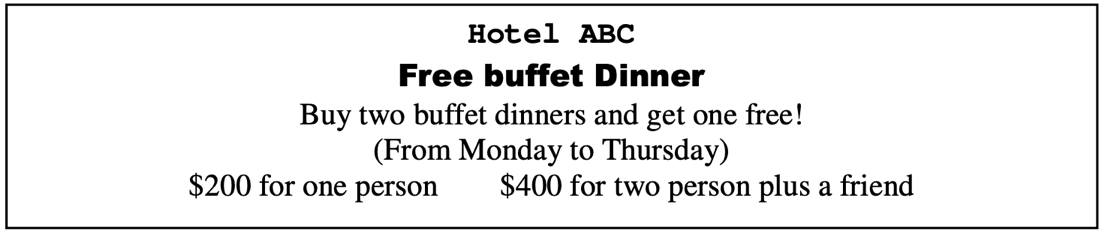 Hotel ABC
Free buffet Dinner
Buy two buffet dinners and get one free!
(From Monday to Thursday)
$200 for one person $400 for two person plus a friend